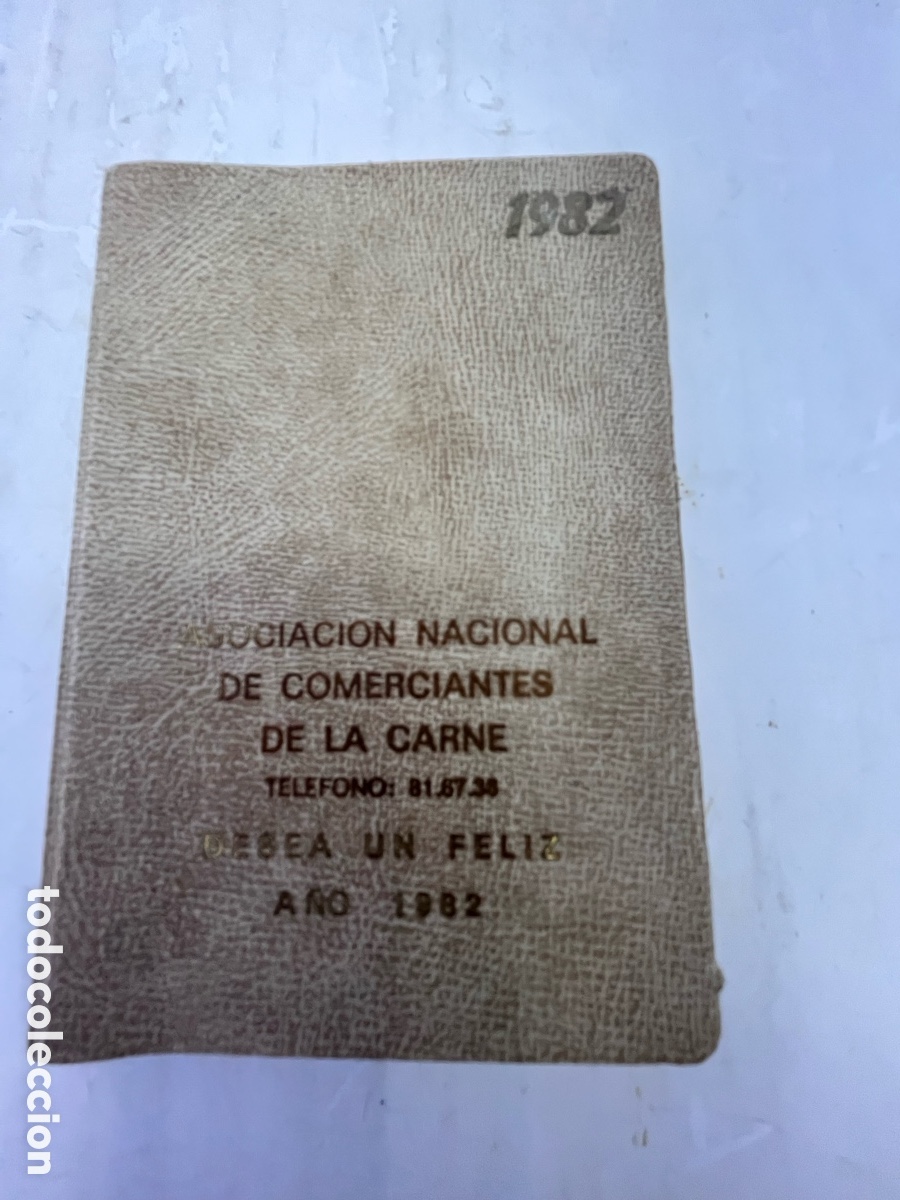 1982
ASOCIACION NACIONAL
DE COMERCIANTES
DE LA CARNE
TELEFONO: 81.67.38
DESEA UN FELIZ
AÑO 1982
todocoleccion